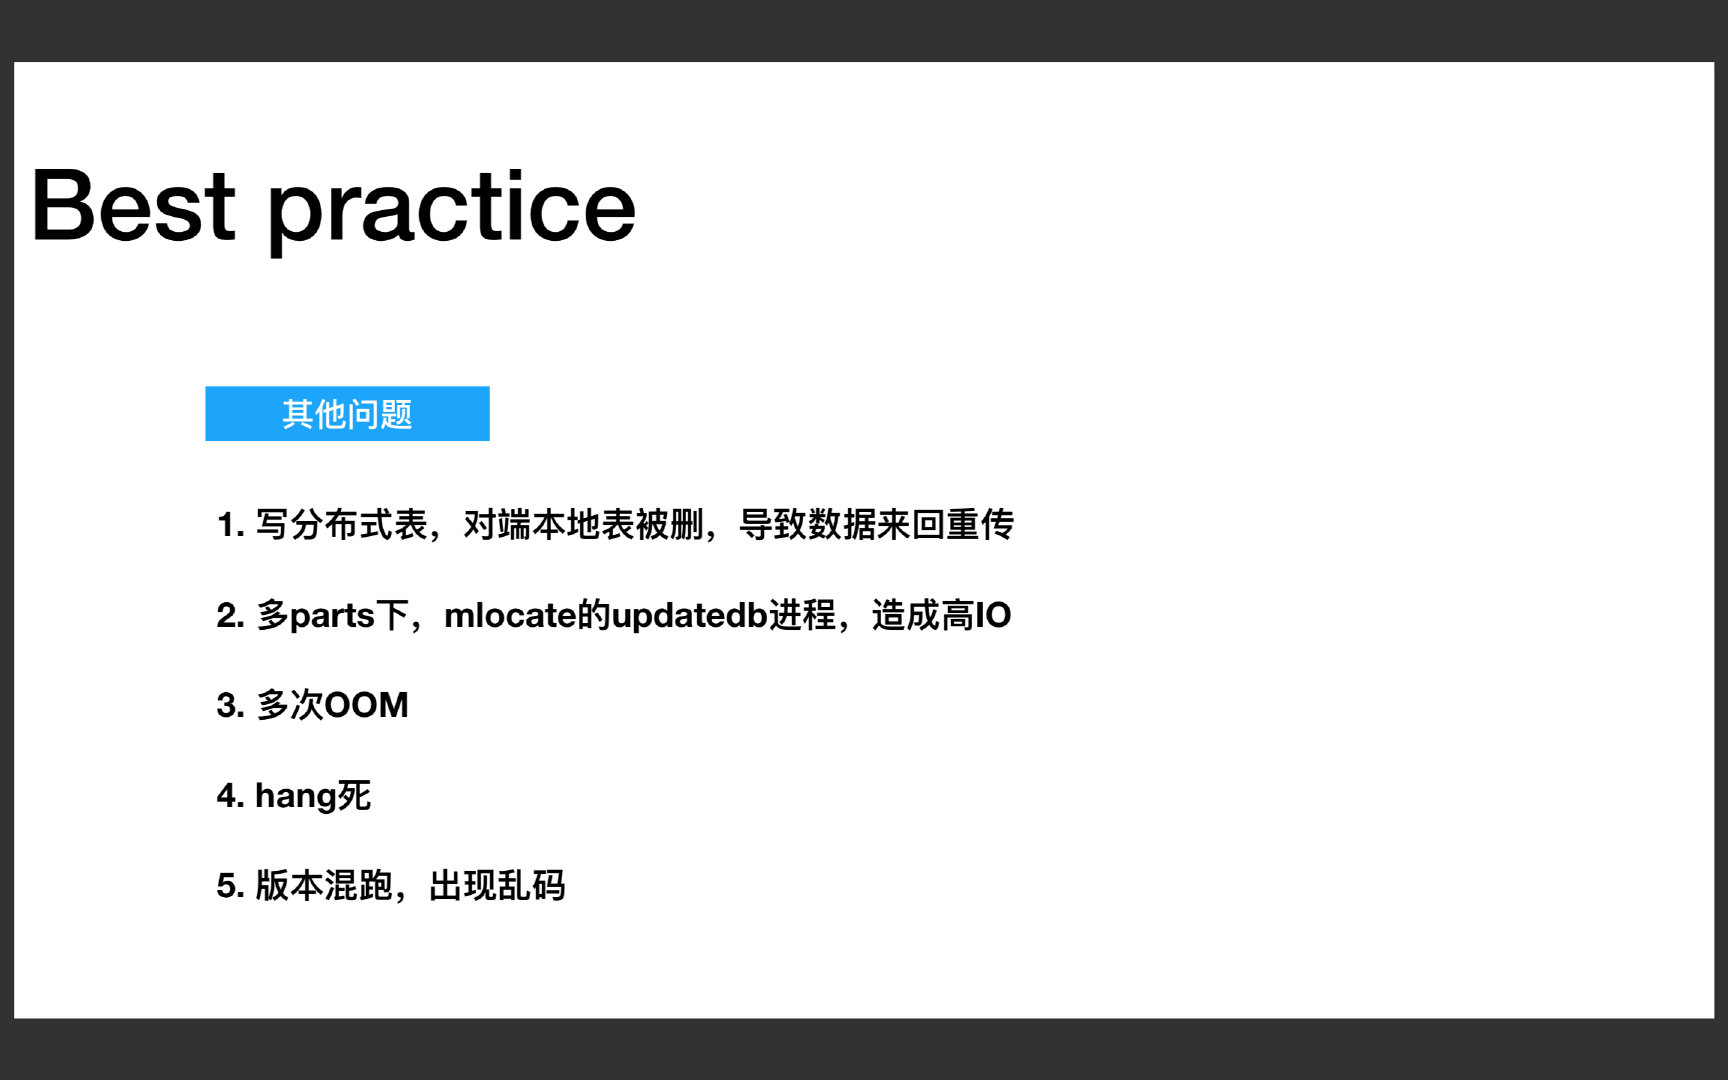 Best practice
其他问题
1. 写分布式表，对端本地表被删，导致数据来回重传
2. 多parts下，mlocate的updatedb进程，造成高IO
3. 多次OOM
4. hang死
5. 版本混跑，出现乱码